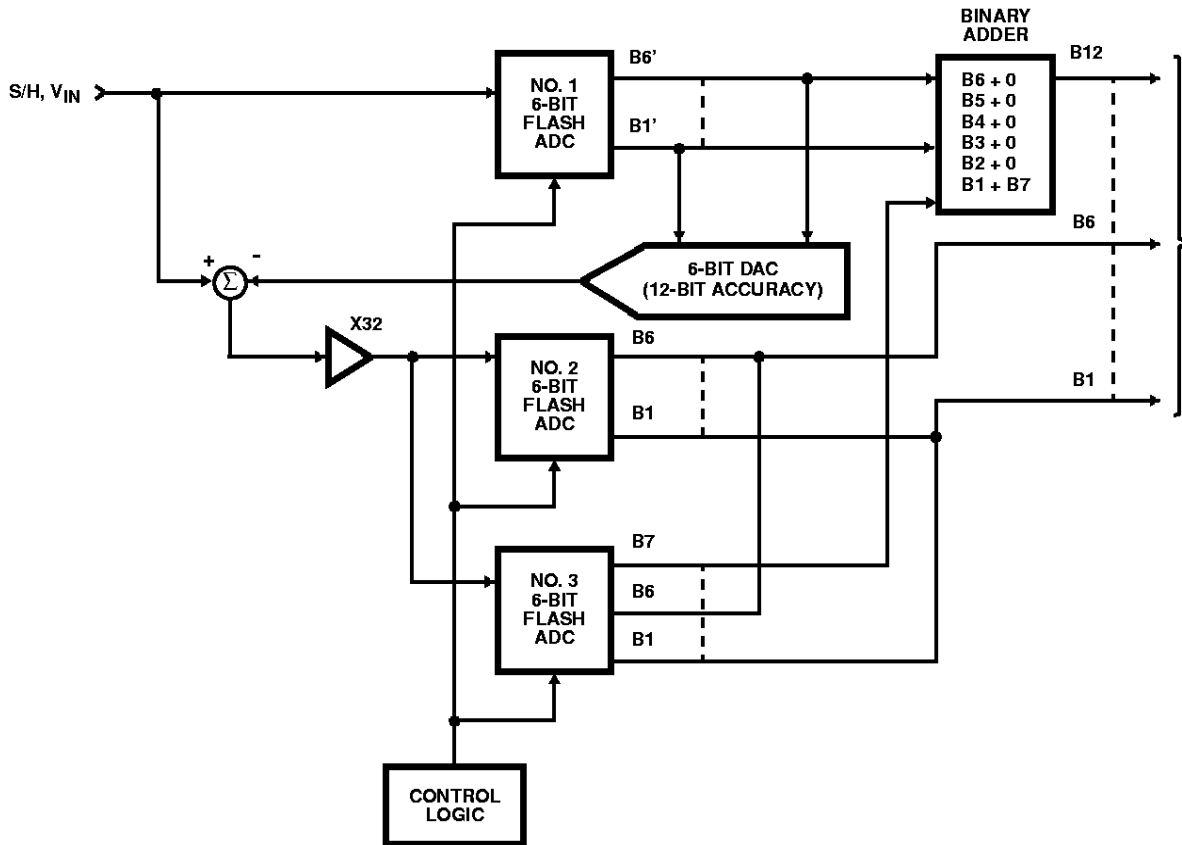 BINARY
ADDER
B12
B6'
S/H, VIN
NO. 1
6-BIT
FLASH
ADC
B1'
B6 + 0
B5 + 0
B4 + 0
B3 + 0
B2 + 0
B1 + B7
B6
+
-
Σ
6-BIT DAC
(12-BIT ACCURACY)
X32
B6
NO. 2
6-BIT
FLASH
ADC
B1
B1
B7
NO. 3
6-BIT
FLASH
ADC
B6
B1
CONTROL
LOGIC